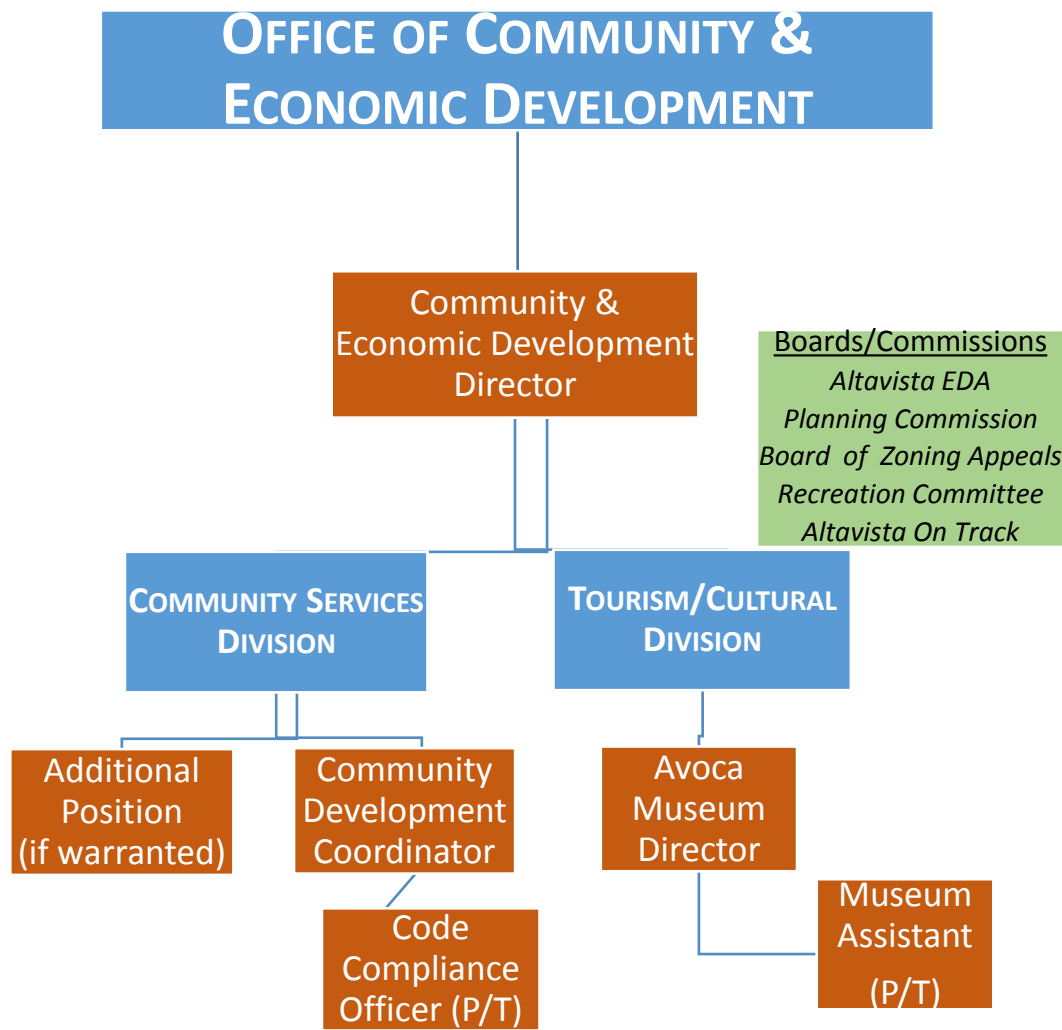 OFFICE OF COMMUNITY &
ECONOMIC DEVELOPMENT
Community &
Economic Development
Director
Boards/Commissions
Altavista EDA
Planning Commission
Board of Zoning Appeals
Recreation Committee
Altavista On Track
COMMUNITY SERVICES
DIVISION
TOURISM/CULTURAL
DIVISION
Additional
Position
(if warranted)
Community
Development
Coordinator
Avoca
Museum
Director
Code
Compliance
Officer (P/T)
Museum
Assistant
(P/T)